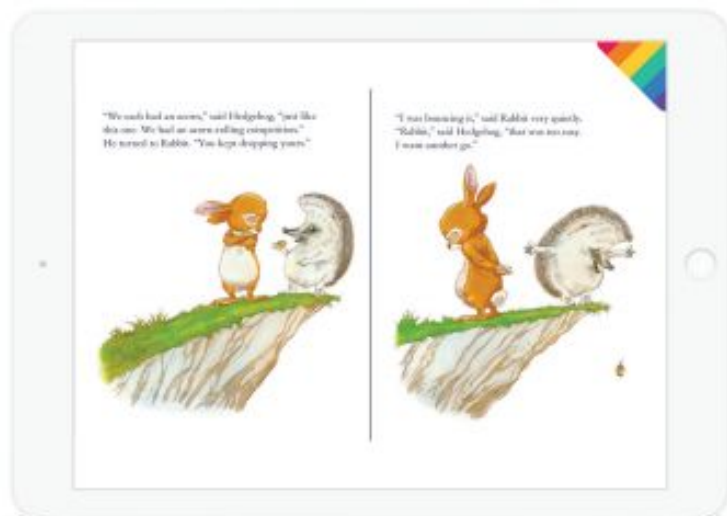 "We each had an acorn," said Hedgehog, "just like
this one. We had an acorn-rolling competition."
He turned to Rabbit. "You kept dropping yours."
"I was bouncing it," said Rabbit very quietly.
"Rabbit," said Hedgehog, "that was too easy.
I want another go."